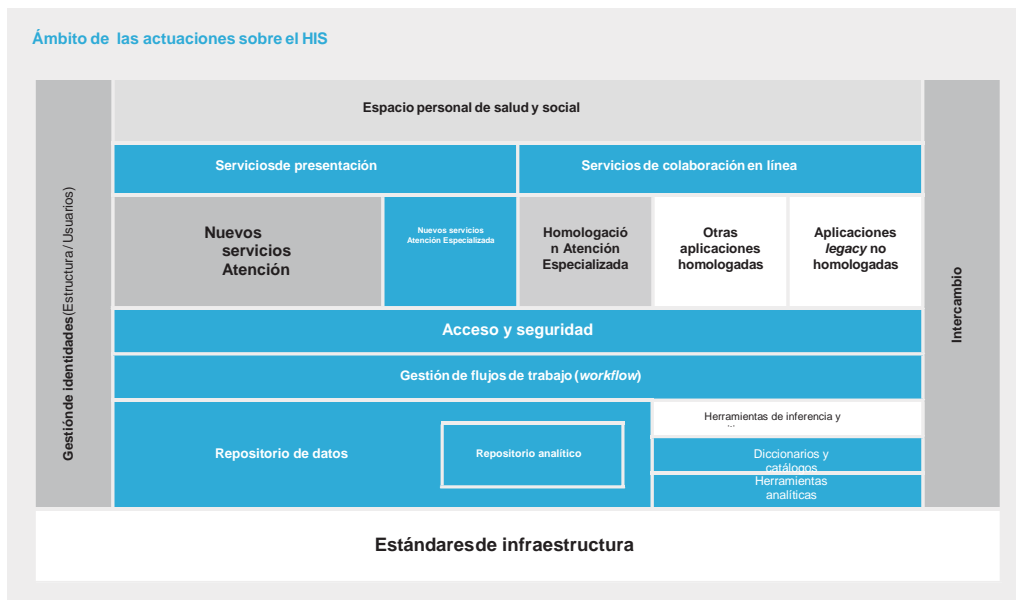 Ámbito de las actuaciones sobre el HIS
Espacio personal de salud y social
Serviciosde presentación
Servicios de colaboración en línea
Nuevos
servicios
Atención
Nuevos servicios
Atención Especializada
Homologació
n Atención
Especializada
Otras
aplicaciones
homologadas
Aplicaciones
legacy no
homologadas
Gestiónde identidades(Estructura / Usuarios)
Intercambio
Acceso y seguridad
Gestión de flujos de trabajo (workflow)
Repositorio de datos
Repositorio analítico
Herramientas de inferencia y
Diccionarios y
catálogos
Herramientas
analíticas
Estándaresde infraestructura